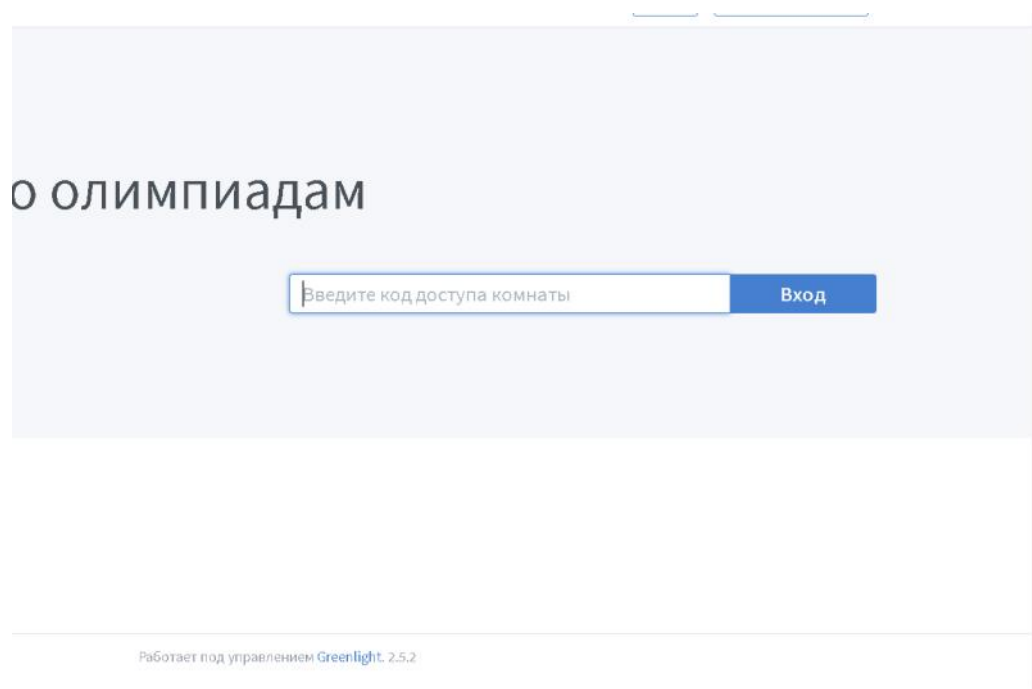 о олимпиадам
Введите код доступа комнаты
Вход
Работает под управлением Greenlight. 2.5.2